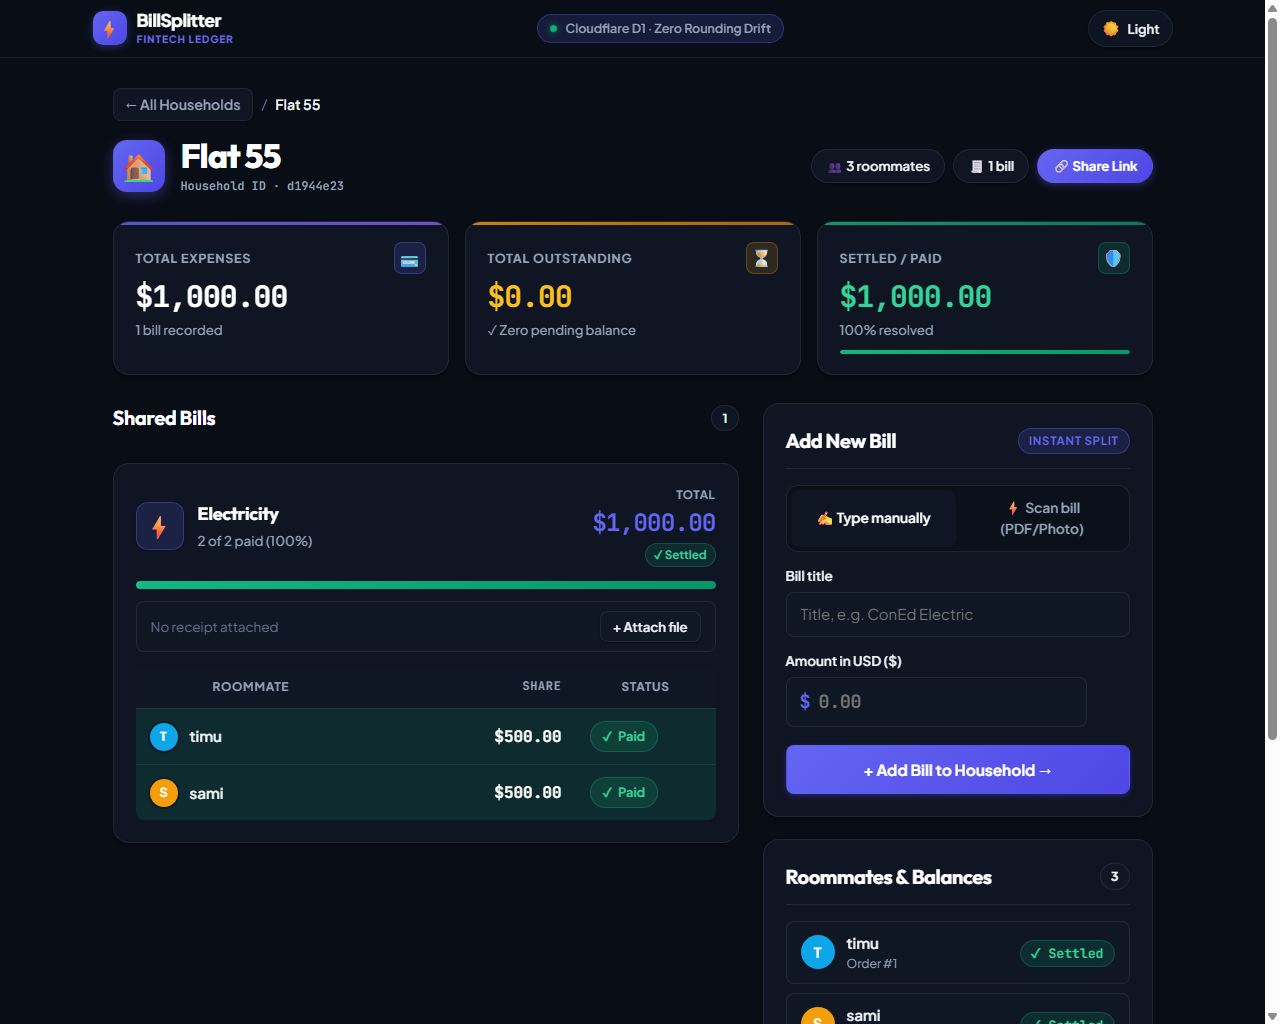 BillSplitter
FINTECH LEDGER
Cloudflare D1 · Zero Rounding Drift
Light
← All Households / Flat 55
Flat 55
Household ID · d1944e23
3 roommates
1 bill
Share Link
TOTAL EXPENSES
$1,000.00
1 bill recorded
TOTAL OUTSTANDING
$0.00
✓ Zero pending balance
SETTLED / PAID
$1,000.00
100% resolved
Shared Bills
1
Electricity
2 of 2 paid (100%)
TOTAL
$1,000.00
✓ Settled
No receipt attached
+ Attach file
ROOMMATE SHARE STATUS
T timu $500.00 ✓ Paid
S sami $500.00 ✓ Paid
Add New Bill
INSTANT SPLIT
Type manually
Scan bill
(PDF/Photo)
Bill title
Title, e.g. ConEd Electric
Amount in USD ($)
$ 0.00
+ Add Bill to Household →
Roommates & Balances
3
T
timu
Order #1
✓ Settled
S
sami
✓ Settled